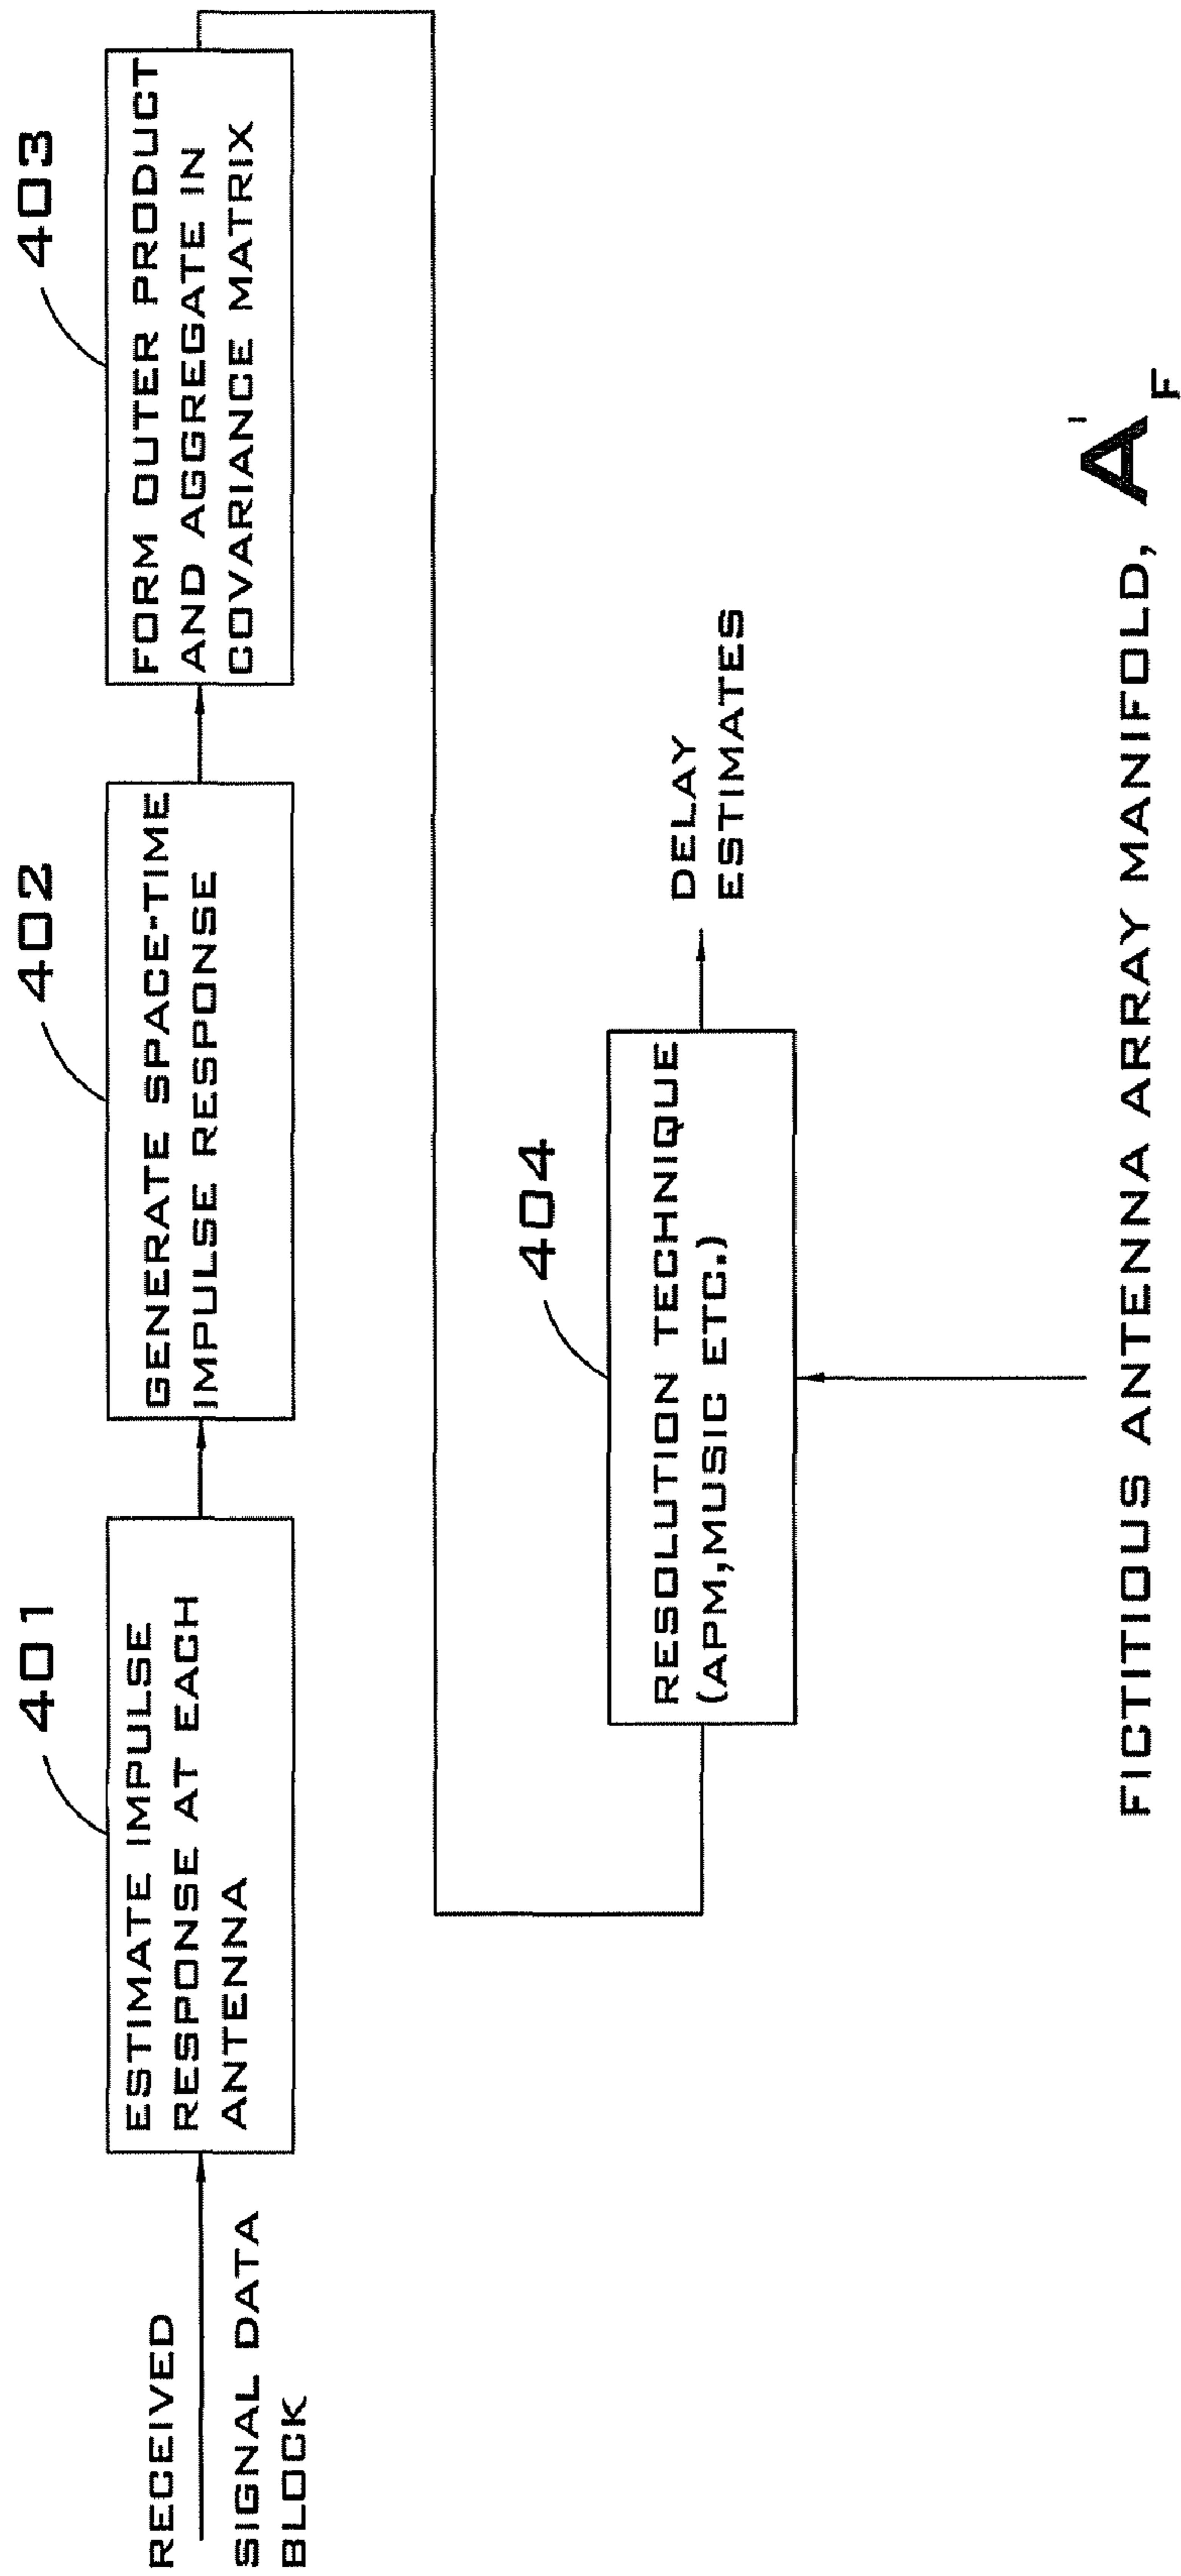 RECEIVED
SIGNAL DATA
BLOCK
401
ESTIMATE IMPULSE
RESPONSE AT EACH
ANTENNA
402
GENERATE SPACE-TIME
IMPULSE RESPONSE
403
FORM OUTER PRODUCT
AND AGGREGATE IN
COVARIANCE MATRIX
404
RESOLUTION TECHNIQUE
(APM,MUSIC ETC.)
DELAY
ESTIMATES
FICTITIOUS ANTENNA ARRAY MANIFOLD, A'F